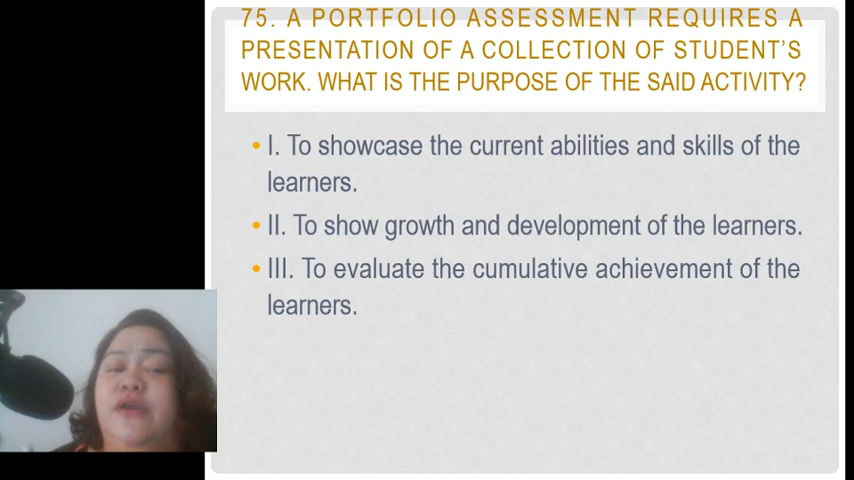 75. A PORTFOLIO ASSESSMENT REQUIRES A
PRESENTATION OF A COLLECTION OF STUDENT'S
WORK. WHAT IS THE PURPOSE OF THE SAID ACTIVITY?
• I. To showcase the current abilities and skills of the
learners.
• II. To show growth and development of the learners.
• III. To evaluate the cumulative achievement of the
learners.